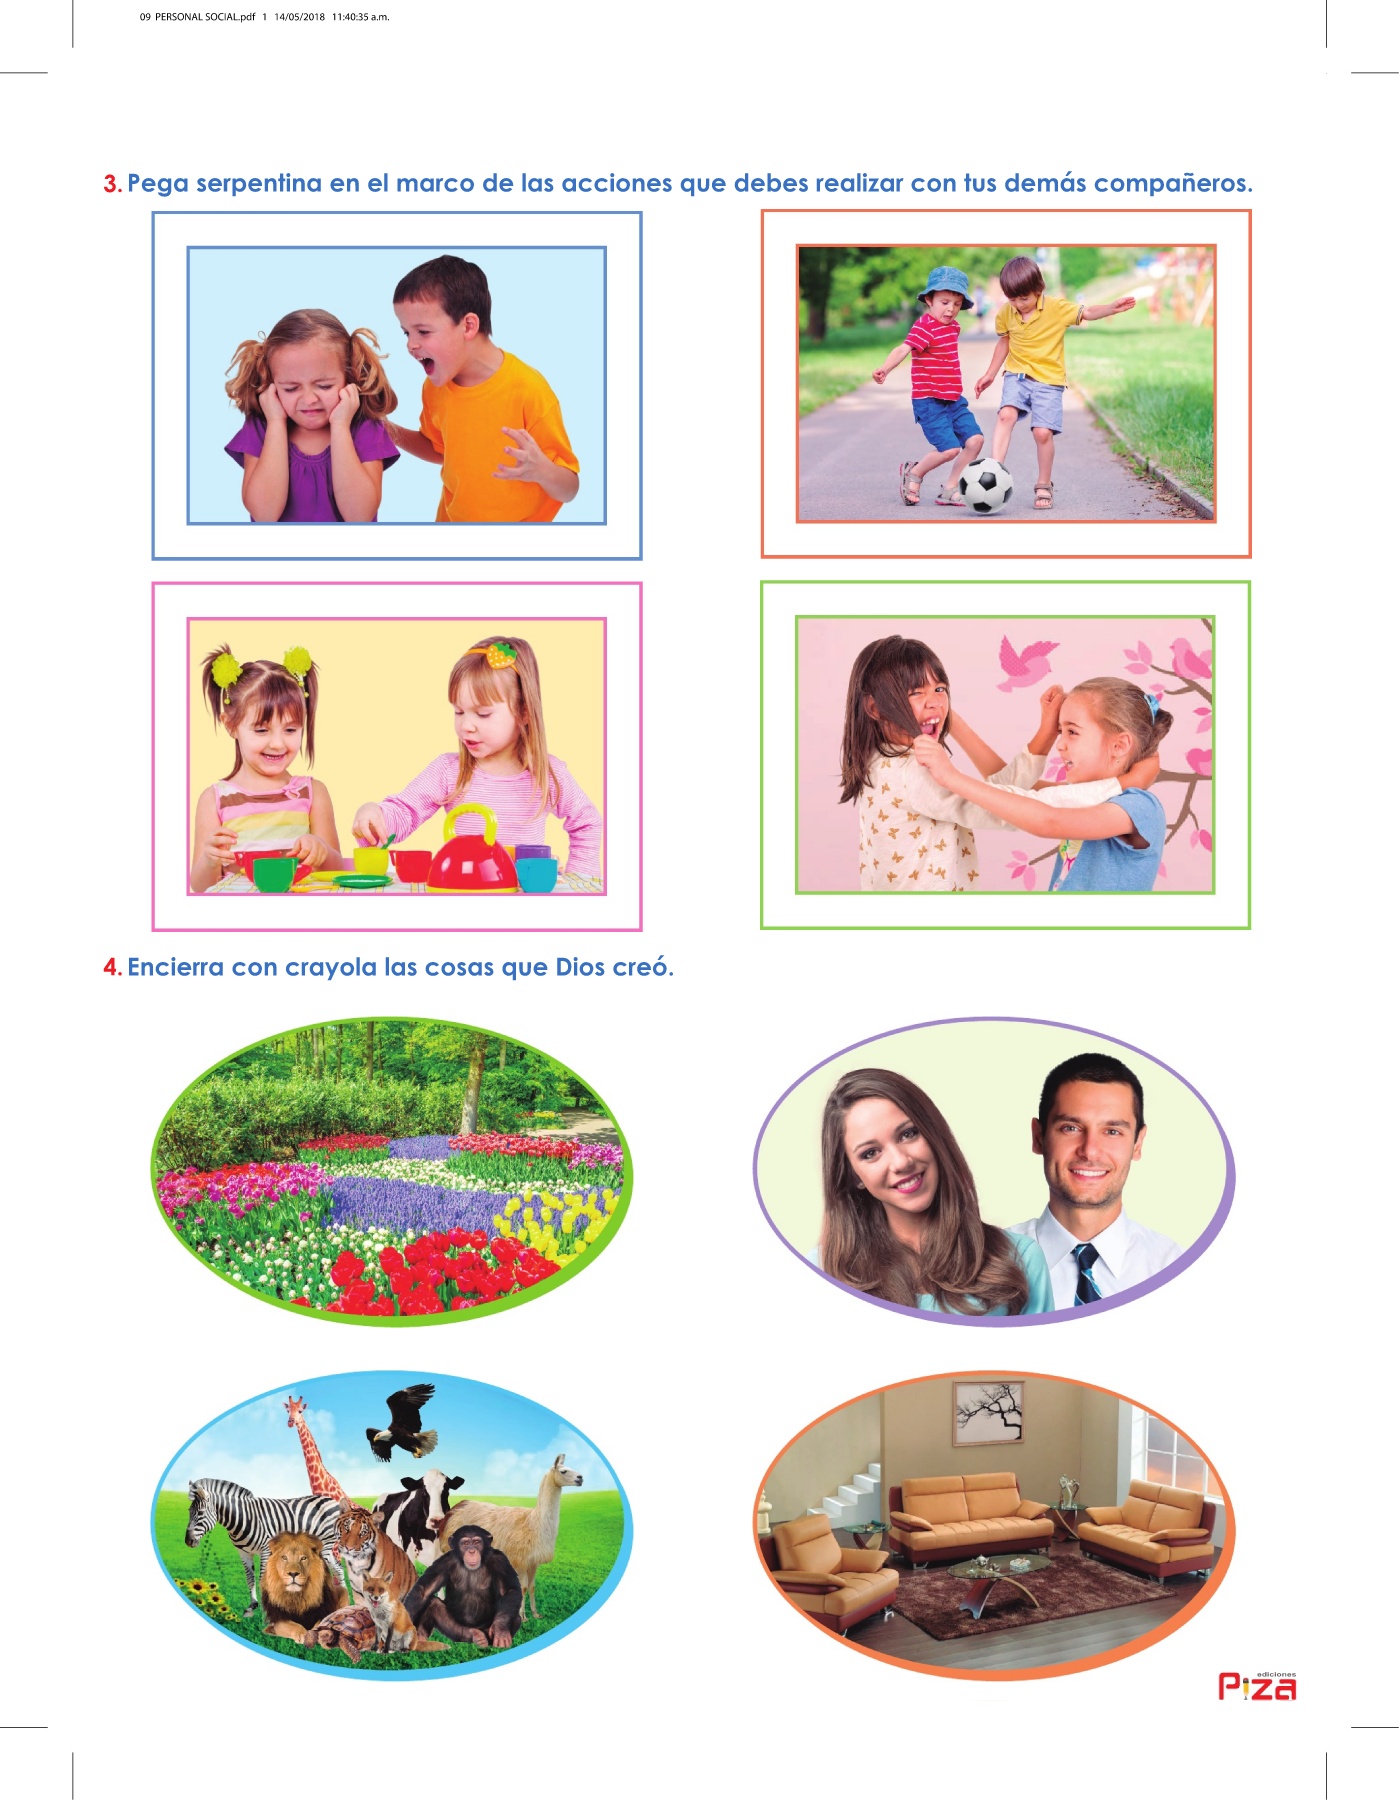 09 PERSONAL SOCIAL.pdf 1 14/05/2018 11:40:35 a.m.
3. Pega serpentina en el marco de las acciones que debes realizar con tus demás compañeros.
4. Encierra con crayola las cosas que Dios creó.
ediciones
Piza